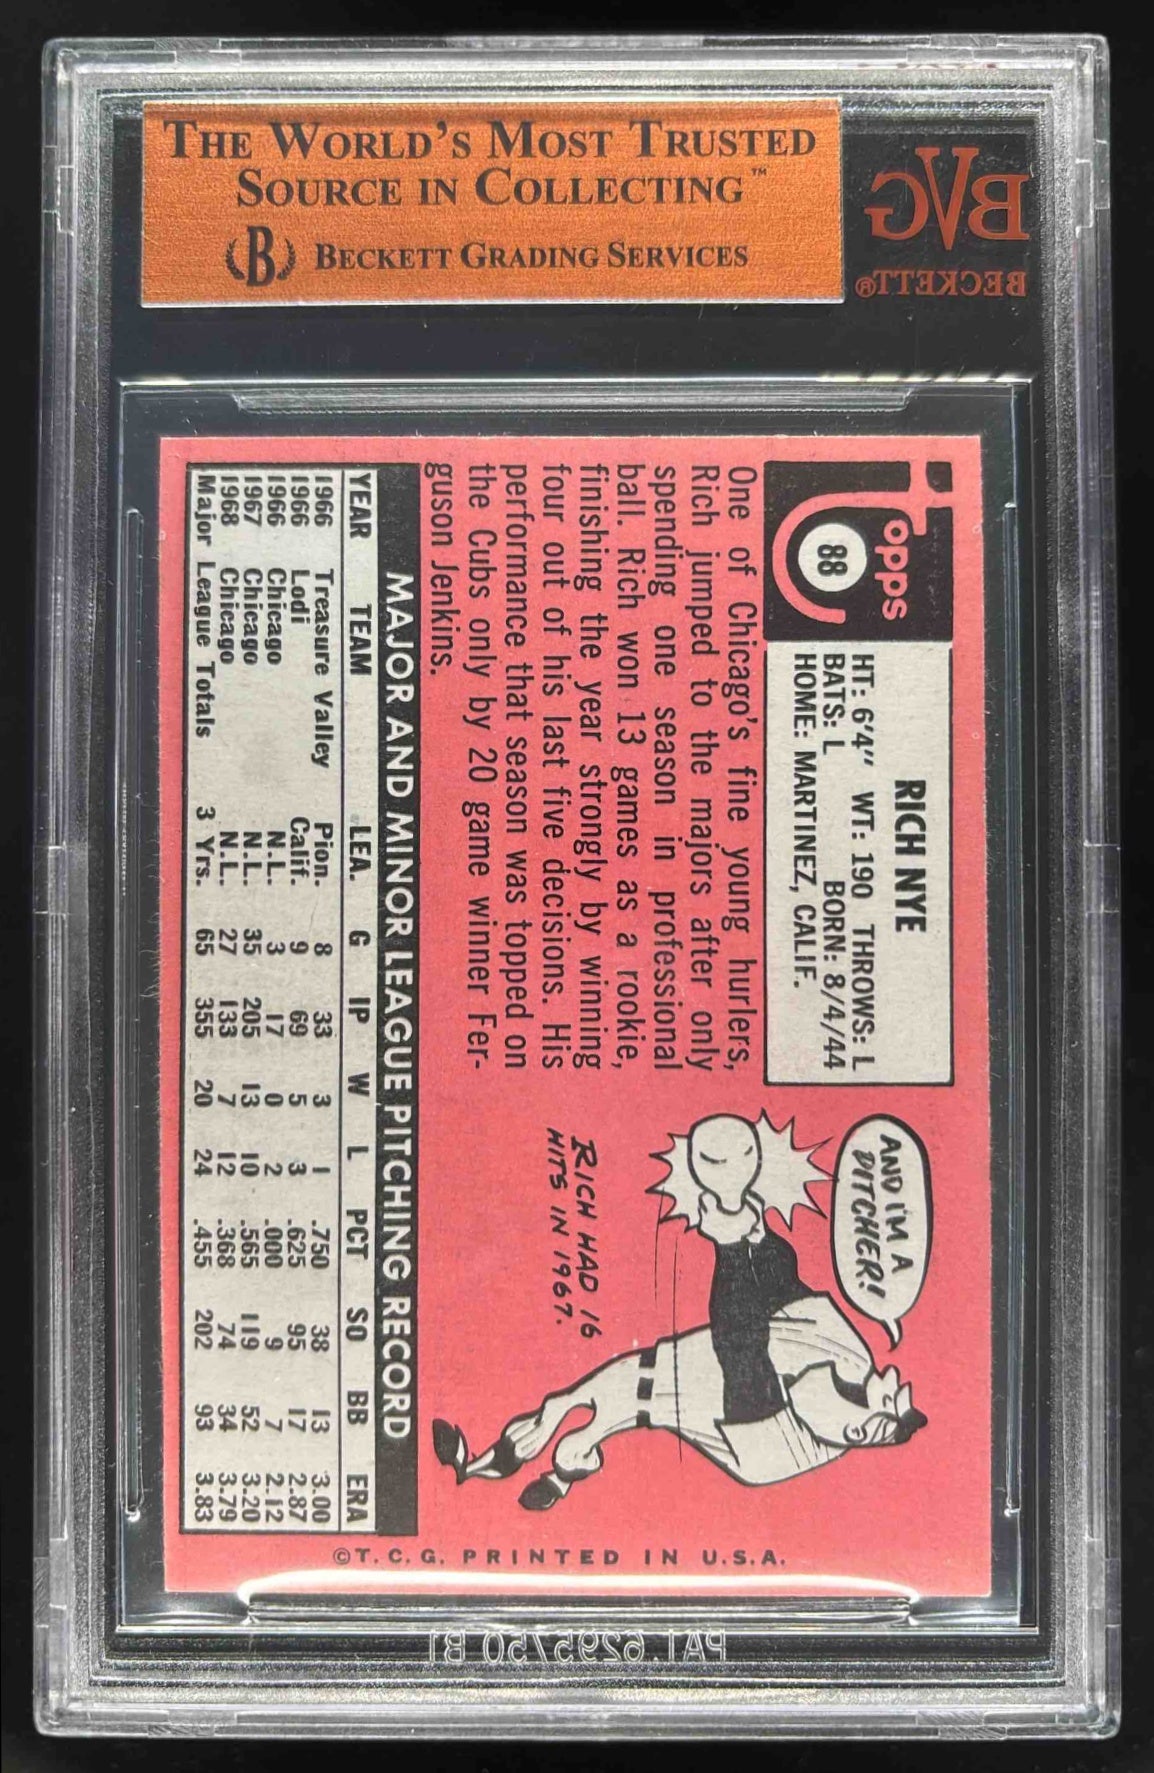 THE WORLD'S MOST TRUSTED
SOURCE IN COLLECTING™
B BECKETT GRADING SERVICES
BVG
BECKETT®
Topps
88
RICH NYE
HT: 6'4" WT: 190 THROWS: L
BATS: L BORN: 8/4/44
HOME: MARTINEZ, CALIF.
One of Chicago's fine young hurlers,
Rich jumped to the majors after only
spending one season in professional
ball. Rich won 13 games as a rookie,
finishing the year strongly by winning
four out of his last five decisions. His
performance that season was topped on
the Cubs only by 20 game winner Fer-
guson Jenkins.
AND I'M A
PITCHER!
RICH HAD 16
HITS IN 1967.
MAJOR AND MINOR LEAGUE PITCHING RECORD
YEAR TEAM LEA. G IP W L PCT SO BB ERA
1966 Treasure Valley Pion. 8 33 3 1 .750 38 13 3.00
1966 Lodi Calif. 9 69 5 3 .625 95 17 2.87
1966 Chicago N.L. 3 17 0 2 .000 9 7 2.12
1967 Chicago N.L. 35 205 13 10 .565 119 52 3.20
1968 Chicago N.L. 27 133 7 12 .368 74 34 3.79
Major League Totals 3 Yrs. 65 355 20 24 .455 202 93 3.83
©T.C.G. PRINTED IN U.S.A.